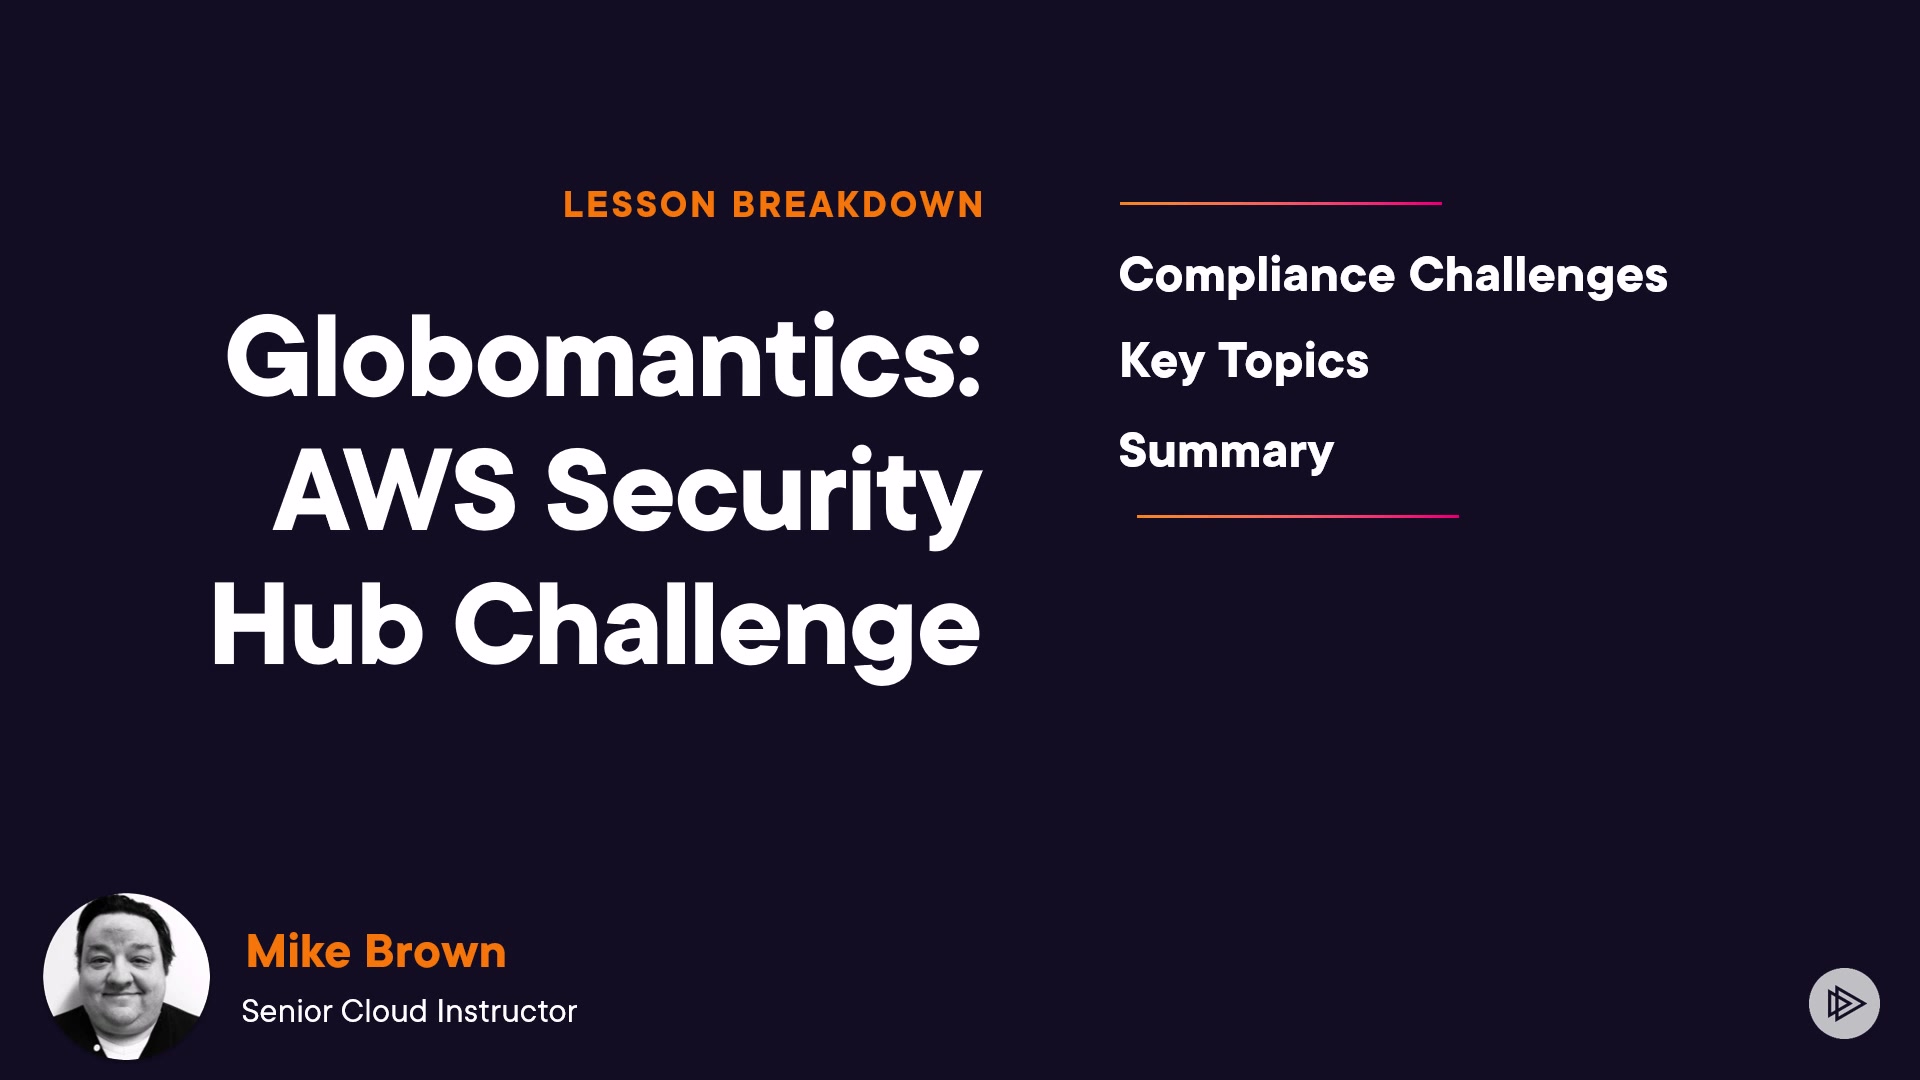 LESSON BREAKDOWN
Globomantics:
AWS Security
Hub Challenge
Compliance Challenges
Key Topics
Summary
Mike Brown
Senior Cloud Instructor